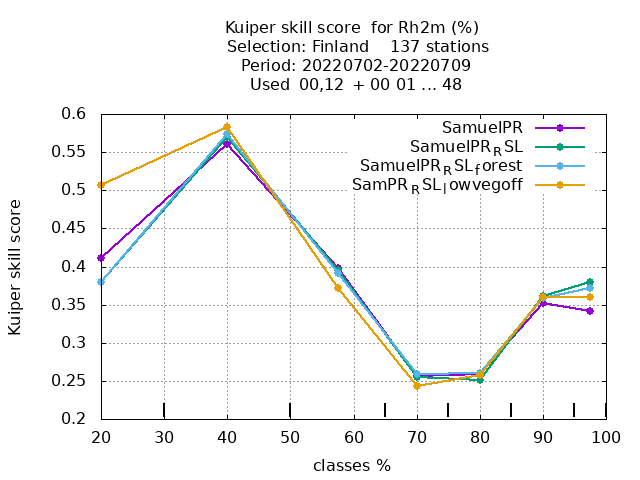 Kuiper skill score  for Rh2m (%)
Selection: Finland    137 stations
Period: 20220702-20220709
Used  00,12  + 00 01 ... 48
SamuelPR
SamuelPR_RSL
SamuelPR_RSL_forest
SamPR_RSL_lowvegoff
Kuiper skill score
0.6
0.55
0.5
0.45
0.4
0.35
0.3
0.25
0.2
20 30 40 50 60 70 80 90 100
classes %